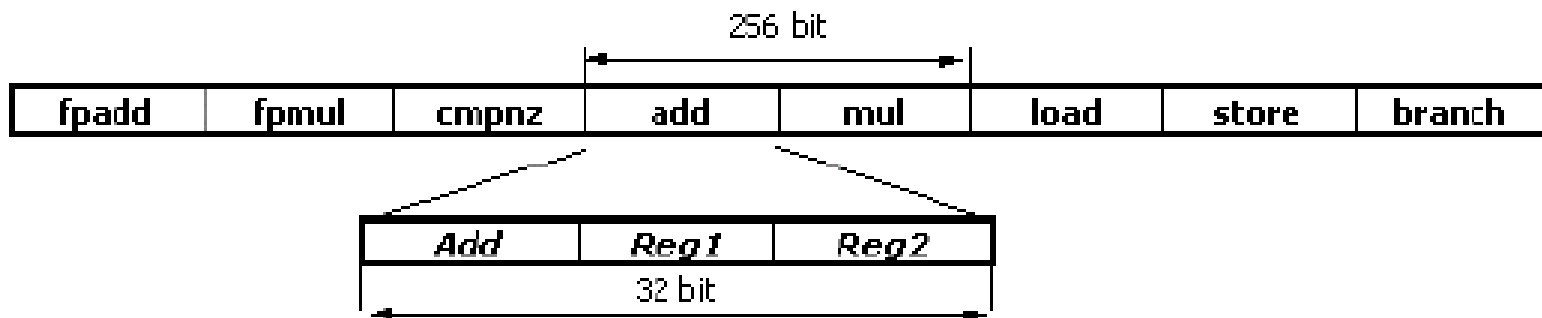 256 bit
fpadd fpmul cmpnz add mul load store branch
Add Reg1 Reg2
32 bit